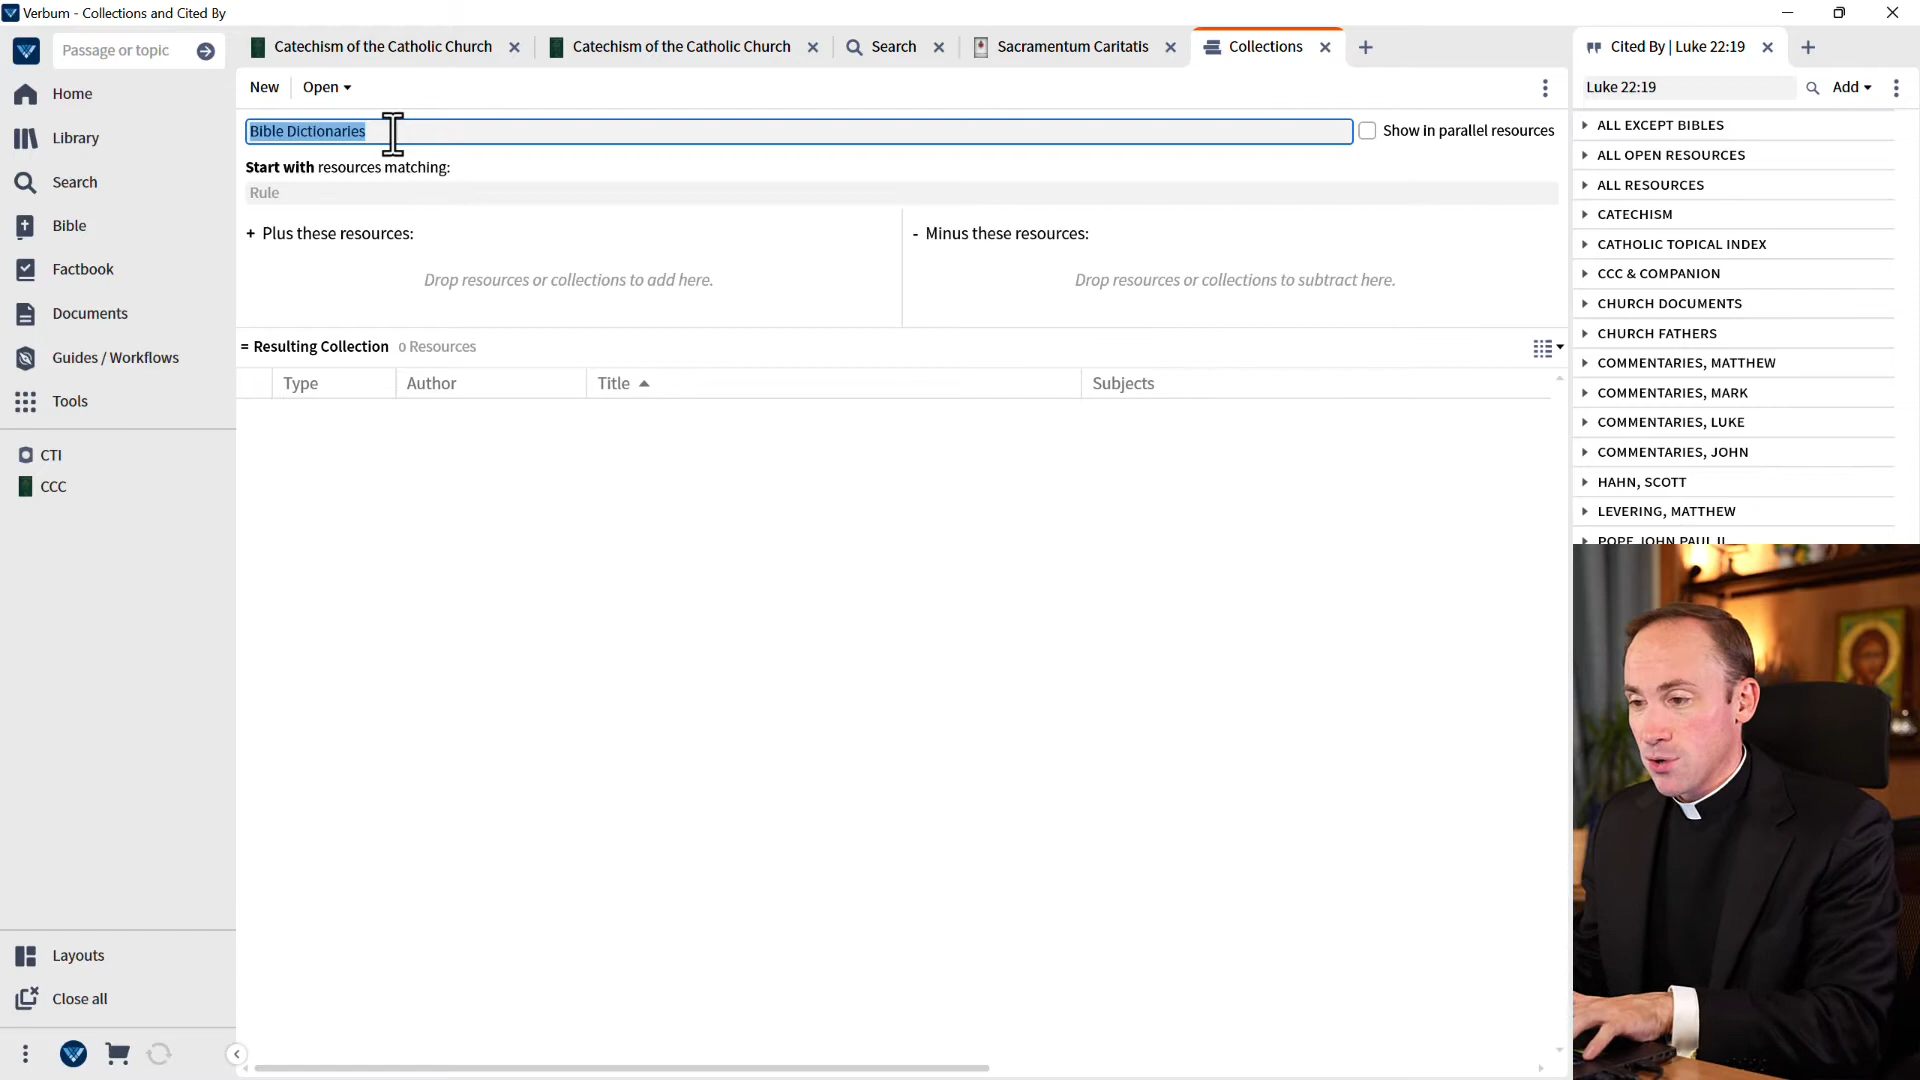 Verbum - Collections and Cited By
Passage or topic
Catechism of the Catholic Church
Catechism of the Catholic Church
Search
Sacramentum Caritatis
Collections
Cited By | Luke 22:19
New
Open
Luke 22:19
Add
Home
Library
Search
Bible
Factbook
Documents
Guides / Workflows
Tools
CTI
CCC
Layouts
Close all
Bible Dictionaries
Show in parallel resources
Start with resources matching:
Rule
+ Plus these resources:
- Minus these resources:
Drop resources or collections to add here.
Drop resources or collections to subtract here.
= Resulting Collection 0 Resources
Type
Author
Title
Subjects
ALL EXCEPT BIBLES
ALL OPEN RESOURCES
ALL RESOURCES
CATECHISM
CATHOLIC TOPICAL INDEX
CCC & COMPANION
CHURCH DOCUMENTS
CHURCH FATHERS
COMMENTARIES, MATTHEW
COMMENTARIES, MARK
COMMENTARIES, LUKE
COMMENTARIES, JOHN
HAHN, SCOTT
LEVERING, MATTHEW
POPE JOHN PAUL II